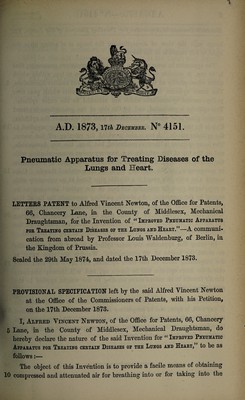 A.D. 1873, 17th December. No 4151.
Pneumatic Apparatus for Treating Diseases of the
Lungs and Heart.
LETTERS PATENT to Alfred Vincent Newton, of the Office for Patents,
66, Chancery Lane, in the County of Middlesex, Mechanical
Draughtsman, for the Invention of "Improved Pneumatic Apparatus
for Treating certain Diseases of the Lungs and Heart."—A communi-
cation from abroad by Professor Louis Waldenburg, of Berlin, in
the Kingdom of Prussia.
Sealed the 29th May 1874, and dated the 17th December 1873.
PROVISIONAL SPECIFICATION left by the said Alfred Vincent Newton
at the Office of the Commissioners of Patents, with his Petition,
on the 17th December 1873.
I, Alfred Vincent Newton, of the Office for Patents, 66, Chancery
5 Lane, in the County of Middlesex, Mechanical Draughtsman, do
hereby declare the nature of the said Invention for "Improved Pneumatic
Apparatus for Treating certain Diseases of the Lungs and Heart," to be as
follows:—
The object of this Invention is to provide a facile means of obtaining
10 compressed and attenuated air for breathing into or for taking into the